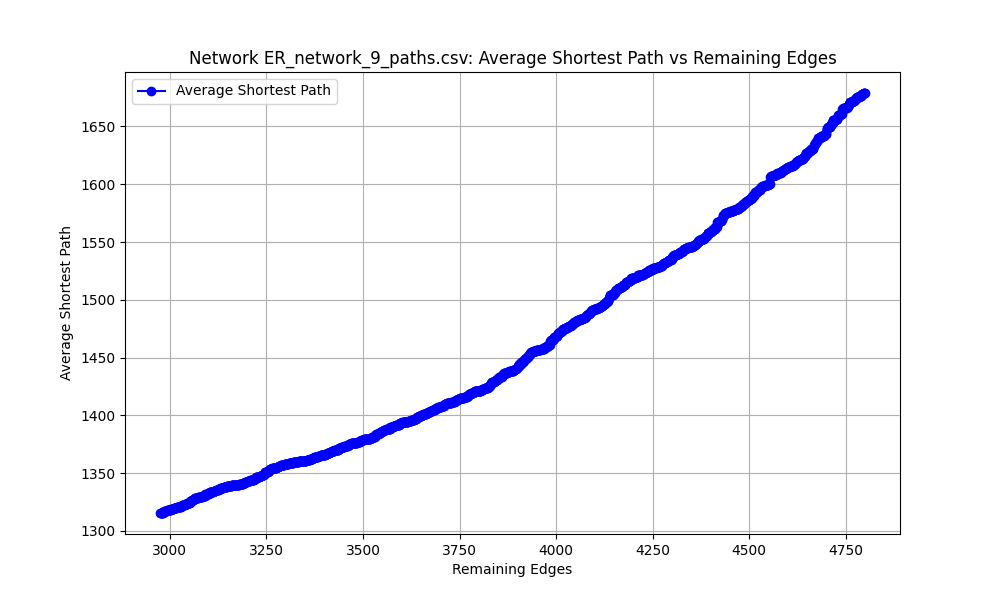 Network ER_network_9_paths.csv: Average Shortest Path vs Remaining Edges
Average Shortest Path
1650
1600
1550
1500
1450
1400
1350
1300
Average Shortest Path
3000 3250 3500 3750 4000 4250 4500 4750
Remaining Edges